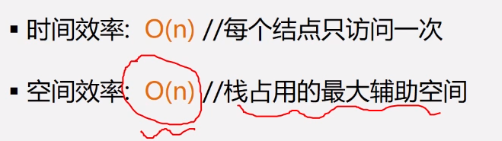 ▪ 时间效率: O(n) //每个结点只访问一次
▪ 空间效率: O(n) //栈占用的最大辅助空间